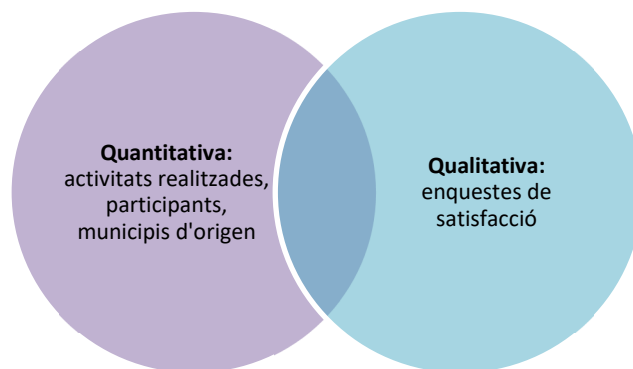 Quantitativa:
activitats realitzades,
participants,
municipis d'origen
Qualitativa:
enquestes de
satisfacció